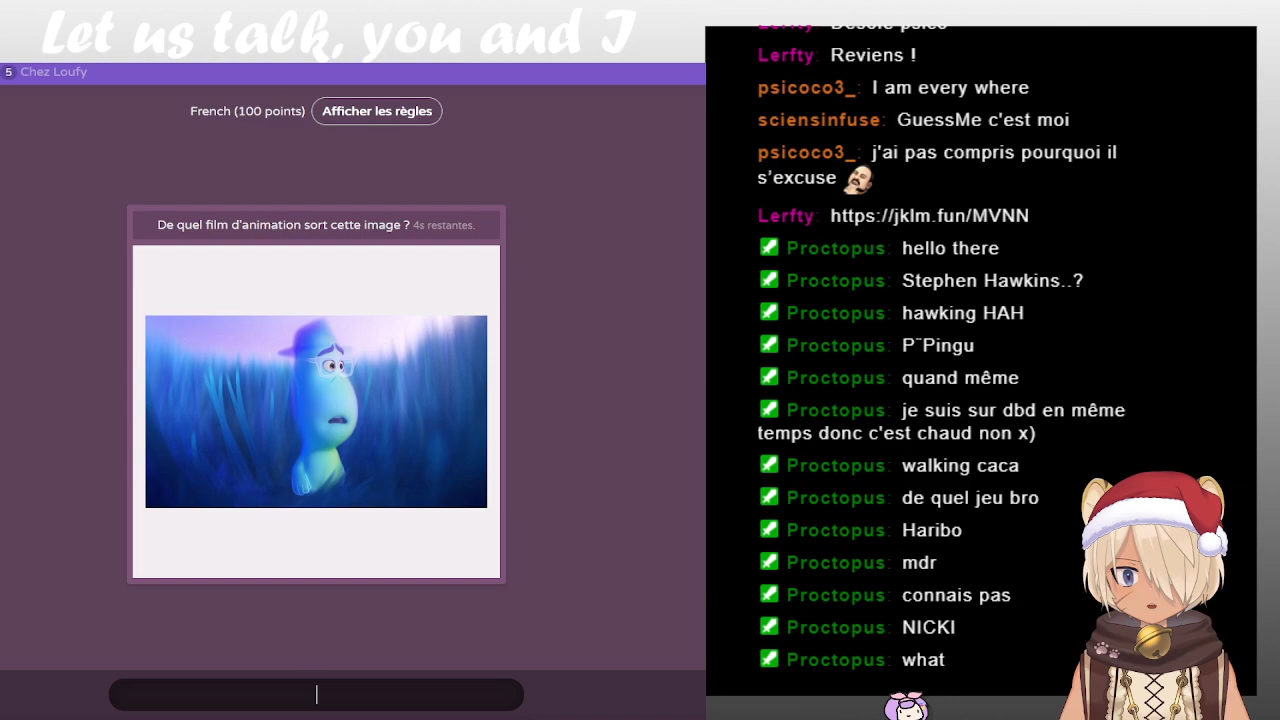 Let us talk, you and I
5 Chez Loufy
French (100 points) Afficher les règles
De quel film d'animation sort cette image ? 4s restantes.
Lerfty: Désolé psico
Lerfty: Reviens !
psicoco3_: I am every where
sciensinfuse: GuessMe c'est moi
psicoco3_: j'ai pas compris pourquoi il
s'excuse
Lerfty: https://jklm.fun/MVNN
Proctopus: hello there
Proctopus: Stephen Hawkins..?
Proctopus: hawking HAH
Proctopus: P¨Pingu
Proctopus: quand même
Proctopus: je suis sur dbd en même
temps donc c'est chaud non x)
Proctopus: walking caca
Proctopus: de quel jeu bro
Proctopus: Haribo
Proctopus: mdr
Proctopus: connais pas
Proctopus: NICKI
Proctopus: what